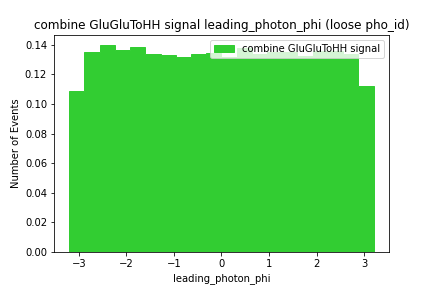 combine GluGluToHH signal leading_photon_phi (loose pho_id)
combine GluGluToHH signal
Number of Events
0.14
0.12
0.10
0.08
0.06
0.04
0.02
0.00
−3 −2 −1 0 1 2 3
leading_photon_phi